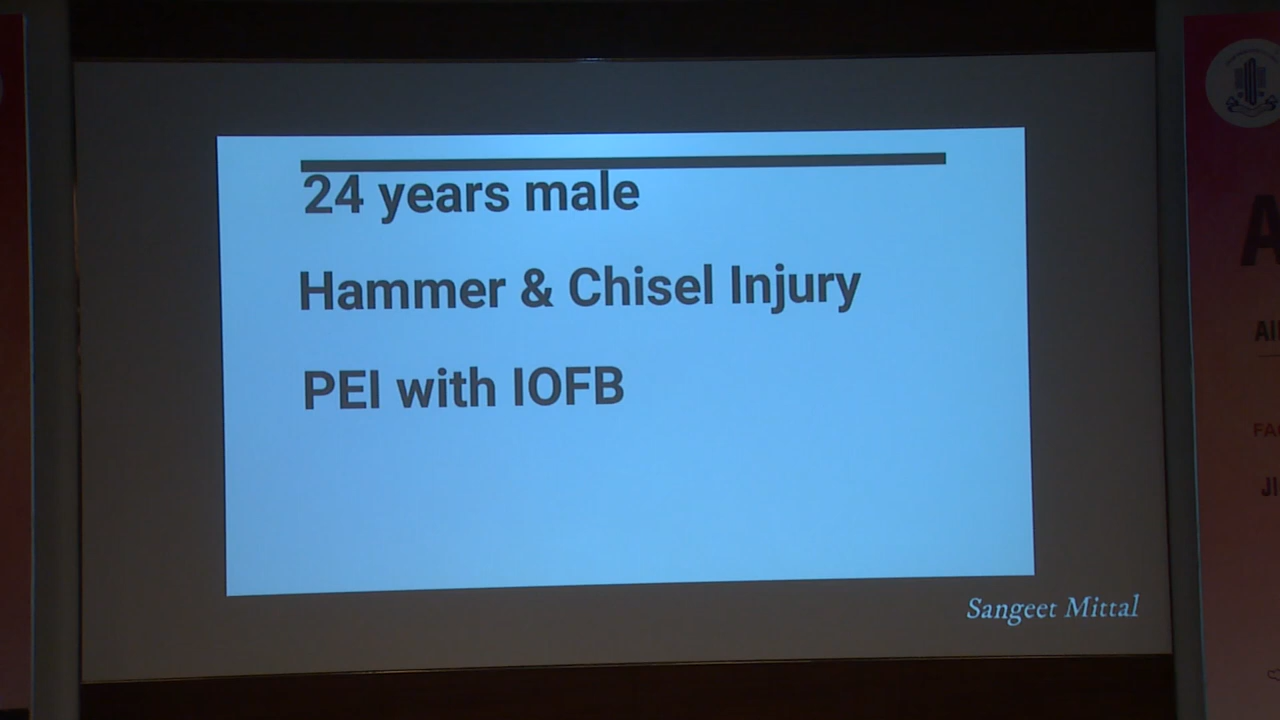 24 years male
Hammer & Chisel Injury
PEI with IOFB
Sangeet Mittal